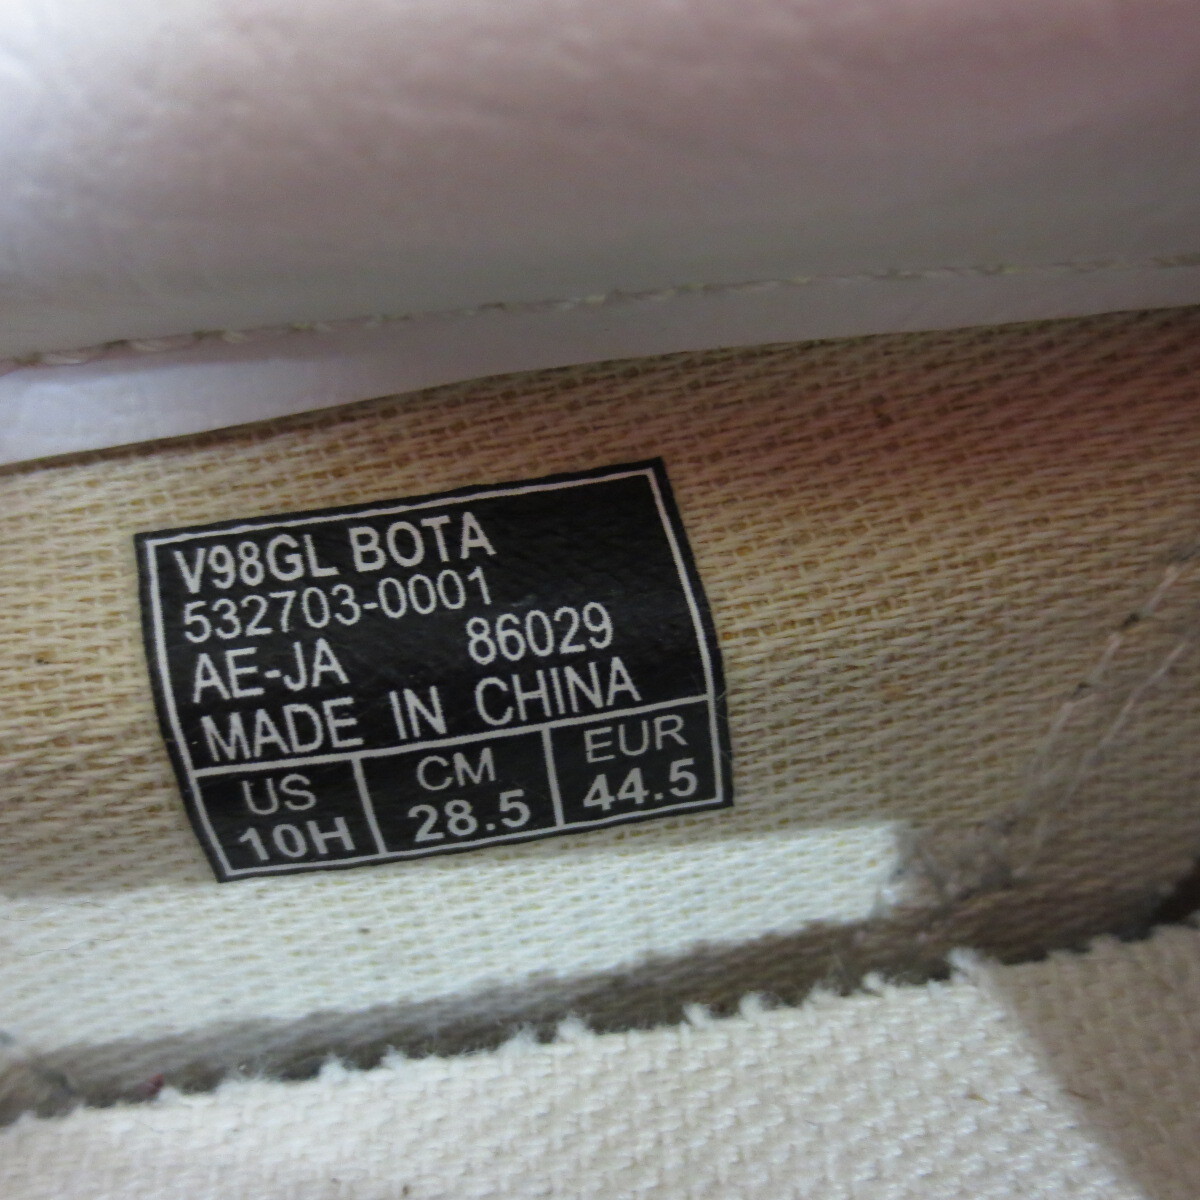 V98GL BOTA
532703-0001
AE-JA 86029
MADE IN CHINA
US CM EUR
10H 28.5 44.5